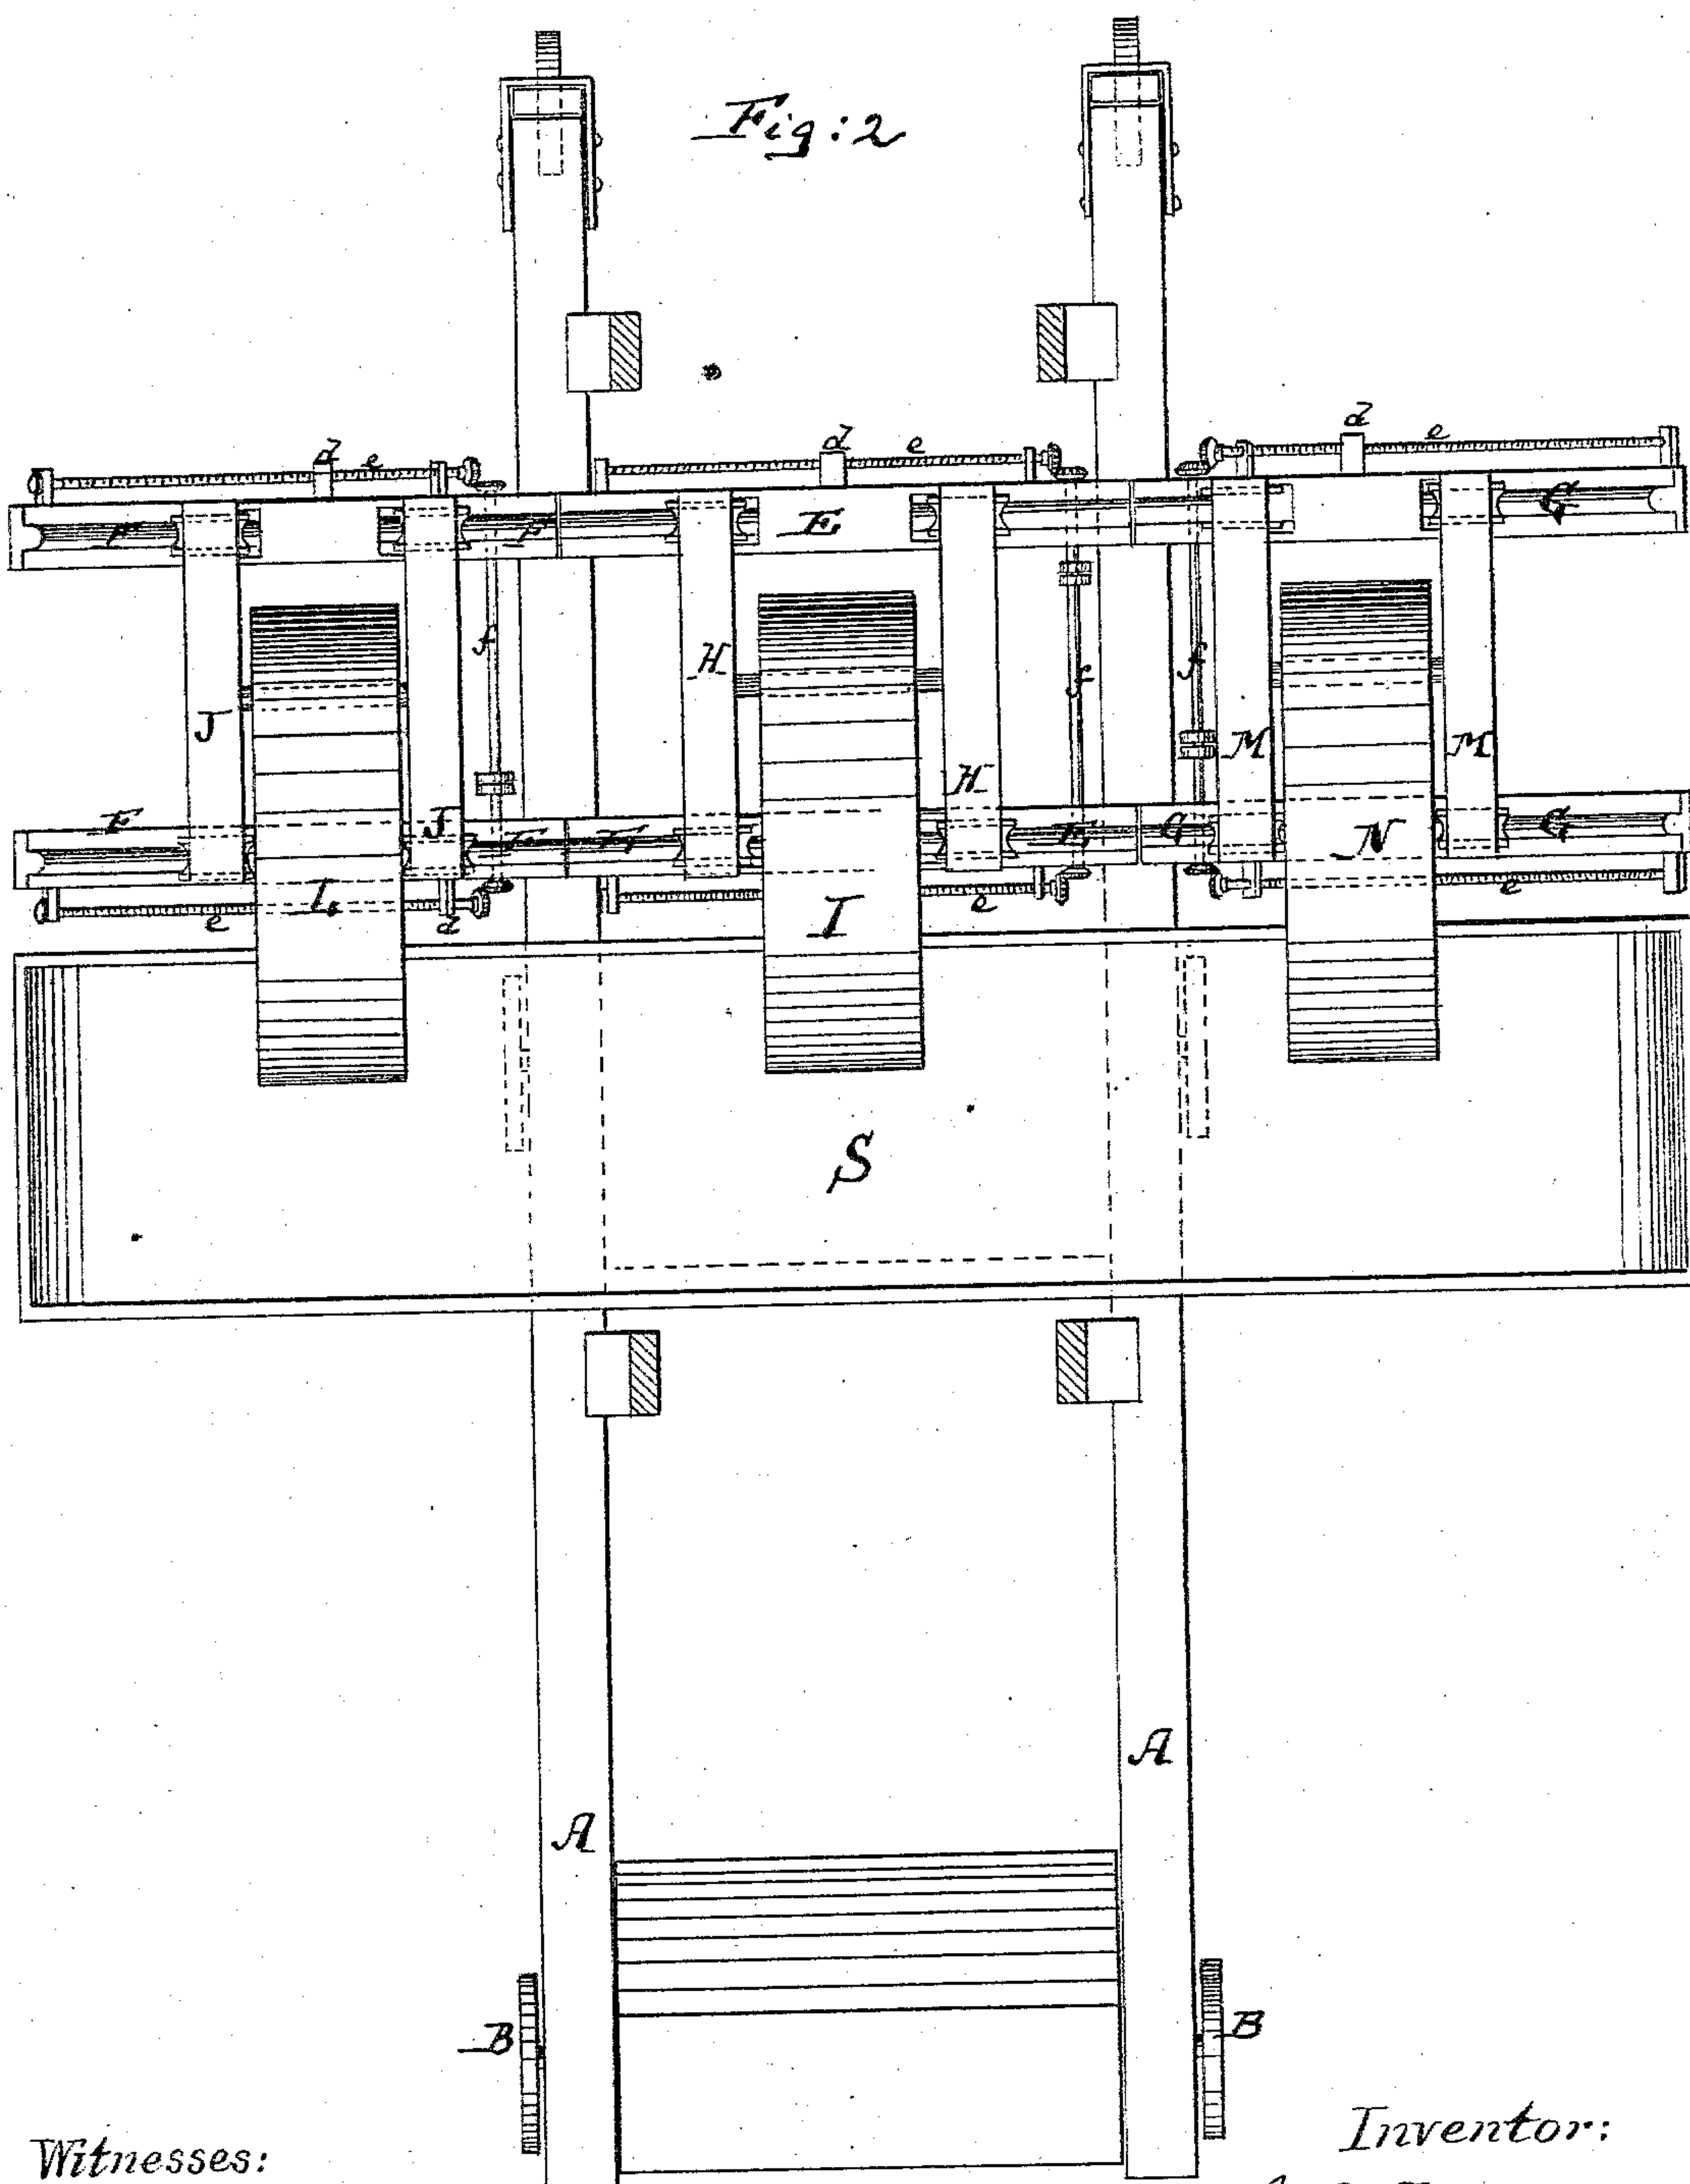 Fig: 2
d e d e d e
F F E G
f H f f
J H M M
F J F E E G N G
L I
e d e e
S
A
A
B B
Witnesses: Inventor: